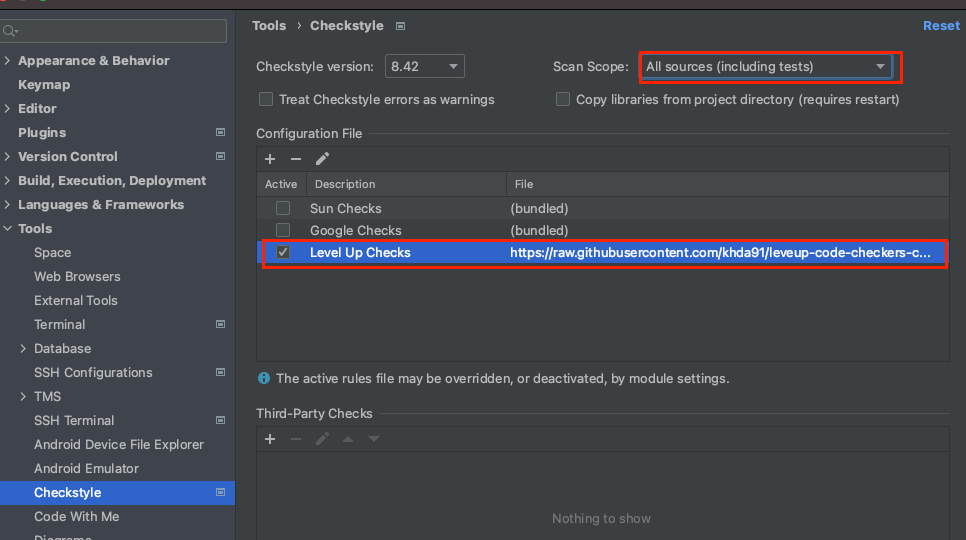 Tools › Checkstyle
Reset
Appearance & Behavior
Keymap
Editor
Plugins
Version Control
Build, Execution, Deployment
Languages & Frameworks
Tools
Space
Web Browsers
External Tools
Terminal
Database
SSH Configurations
TMS
SSH Terminal
Android Device File Explorer
Android Emulator
Checkstyle
Code With Me
Diagrams
Checkstyle version: 8.42
Scan Scope: All sources (including tests)
Treat Checkstyle errors as warnings
Copy libraries from project directory (requires restart)
Configuration File
Active Description File
Sun Checks (bundled)
Google Checks (bundled)
Level Up Checks https://raw.githubusercontent.com/khda91/leveup-code-checkers-c...
The active rules file may be overridden, or deactivated, by module settings.
Third-Party Checks
Nothing to show